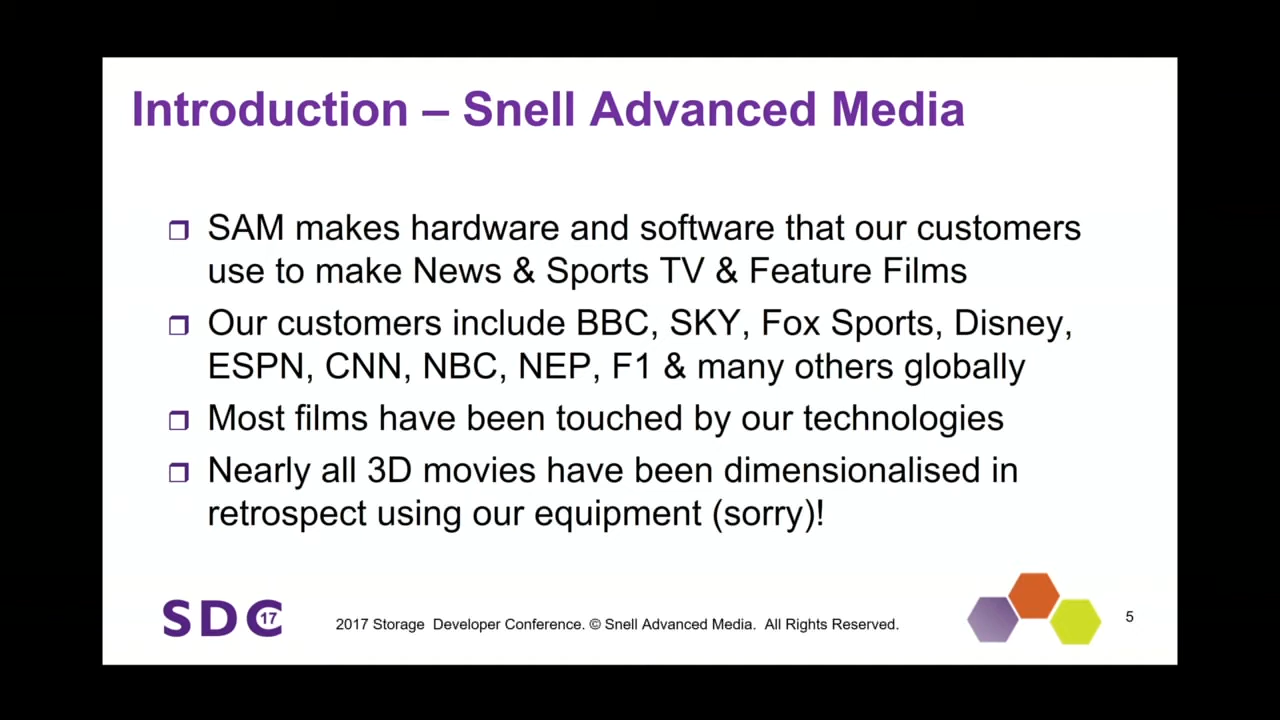 Introduction – Snell Advanced Media
SAM makes hardware and software that our customers
use to make News & Sports TV & Feature Films
Our customers include BBC, SKY, Fox Sports, Disney,
ESPN, CNN, NBC, NEP, F1 & many others globally
Most films have been touched by our technologies
Nearly all 3D movies have been dimensionalised in
retrospect using our equipment (sorry)!
SDC 17
2017 Storage Developer Conference. © Snell Advanced Media. All Rights Reserved.
5